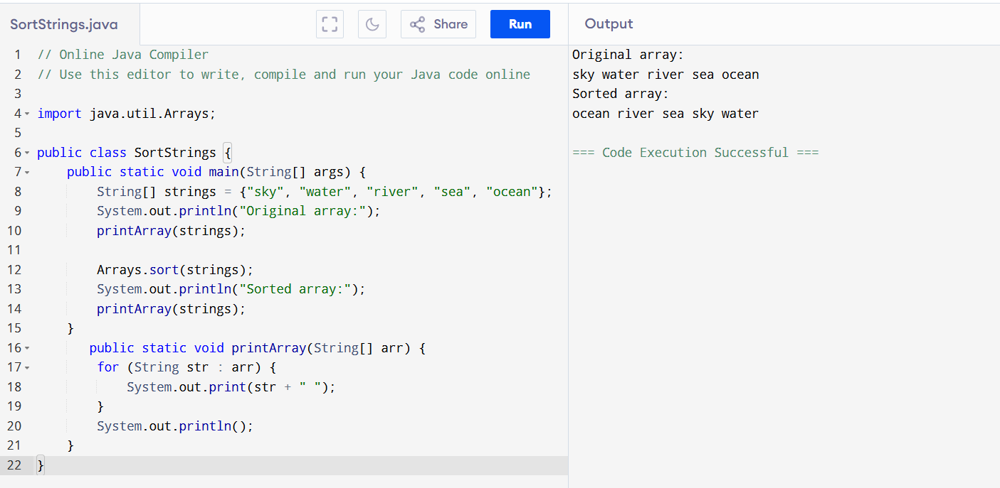 SortStrings.java
Share
Run
Output
1 // Online Java Compiler
2 // Use this editor to write, compile and run your Java code online
3
4 import java.util.Arrays;
5
6 public class SortStrings {
7     public static void main(String[] args) {
8         String[] strings = {"sky", "water", "river", "sea", "ocean"};
9         System.out.println("Original array:");
10         printArray(strings);
11
12         Arrays.sort(strings);
13         System.out.println("Sorted array:");
14         printArray(strings);
15     }
16        public static void printArray(String[] arr) {
17         for (String str : arr) {
18             System.out.print(str + " ");
19         }
20         System.out.println();
21     }
22 }
Original array:
sky water river sea ocean
Sorted array:
ocean river sea sky water
=== Code Execution Successful ===